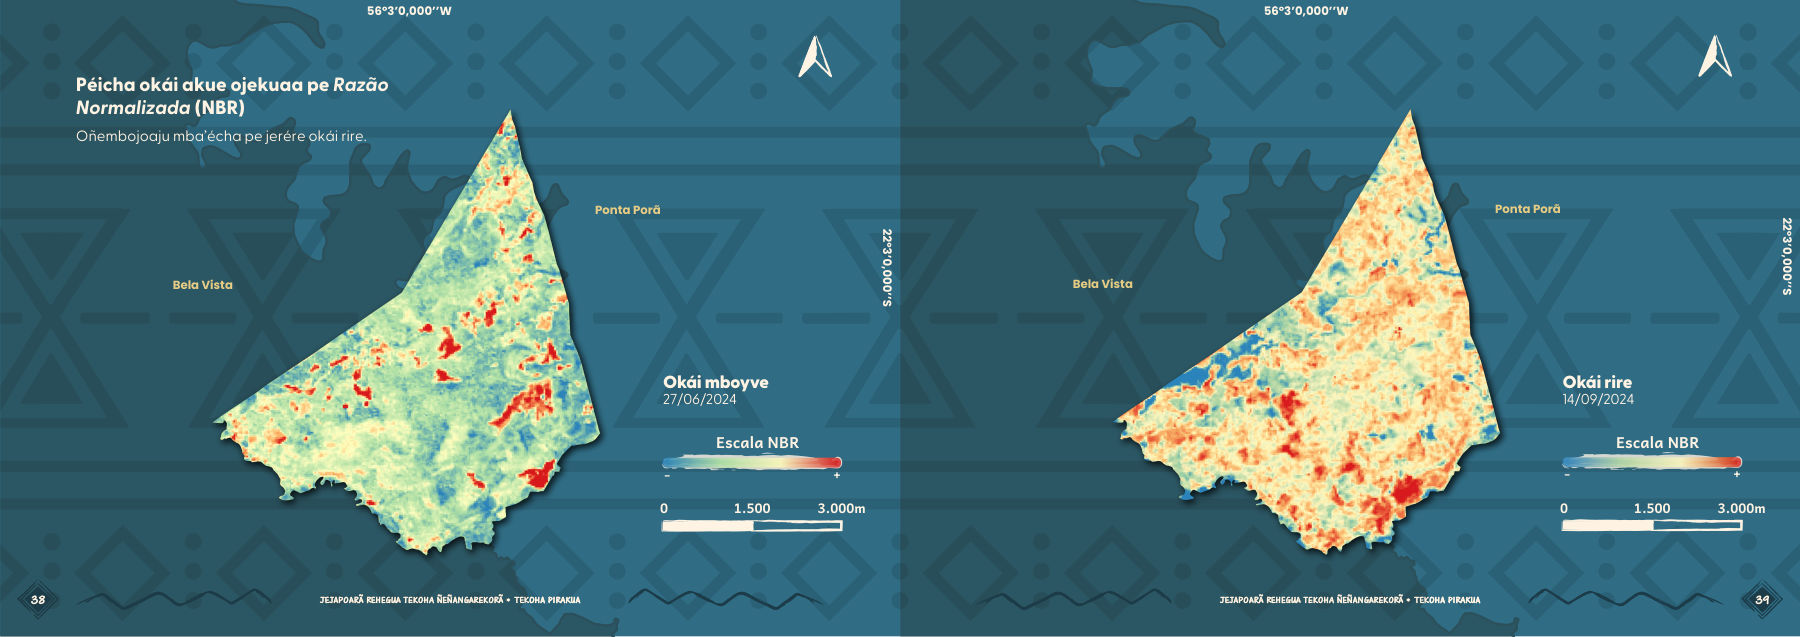 56°3’0,000’’W
Péicha okái akue ojekuaa pe Razão
Normalizada (NBR)
Oñembojoaju mba’écha pe jerére okái rire.
Ponta Porã
22°3’0,000’’S
Bela Vista
Okái mboyve
27/06/2024
Escala NBR
- +
0 1.500 3.000m
38
JEJAPOARÃ REHEGUA TEKOHA ÑEÑANGAREKORÃ • TEKOHA PIRAKUA
56°3’0,000’’W
Ponta Porã
22°3’0,000’’S
Bela Vista
Okái rire
14/09/2024
Escala NBR
- +
0 1.500 3.000m
JEJAPOARÃ REHEGUA TEKOHA ÑEÑANGAREKORÃ • TEKOHA PIRAKUA
39